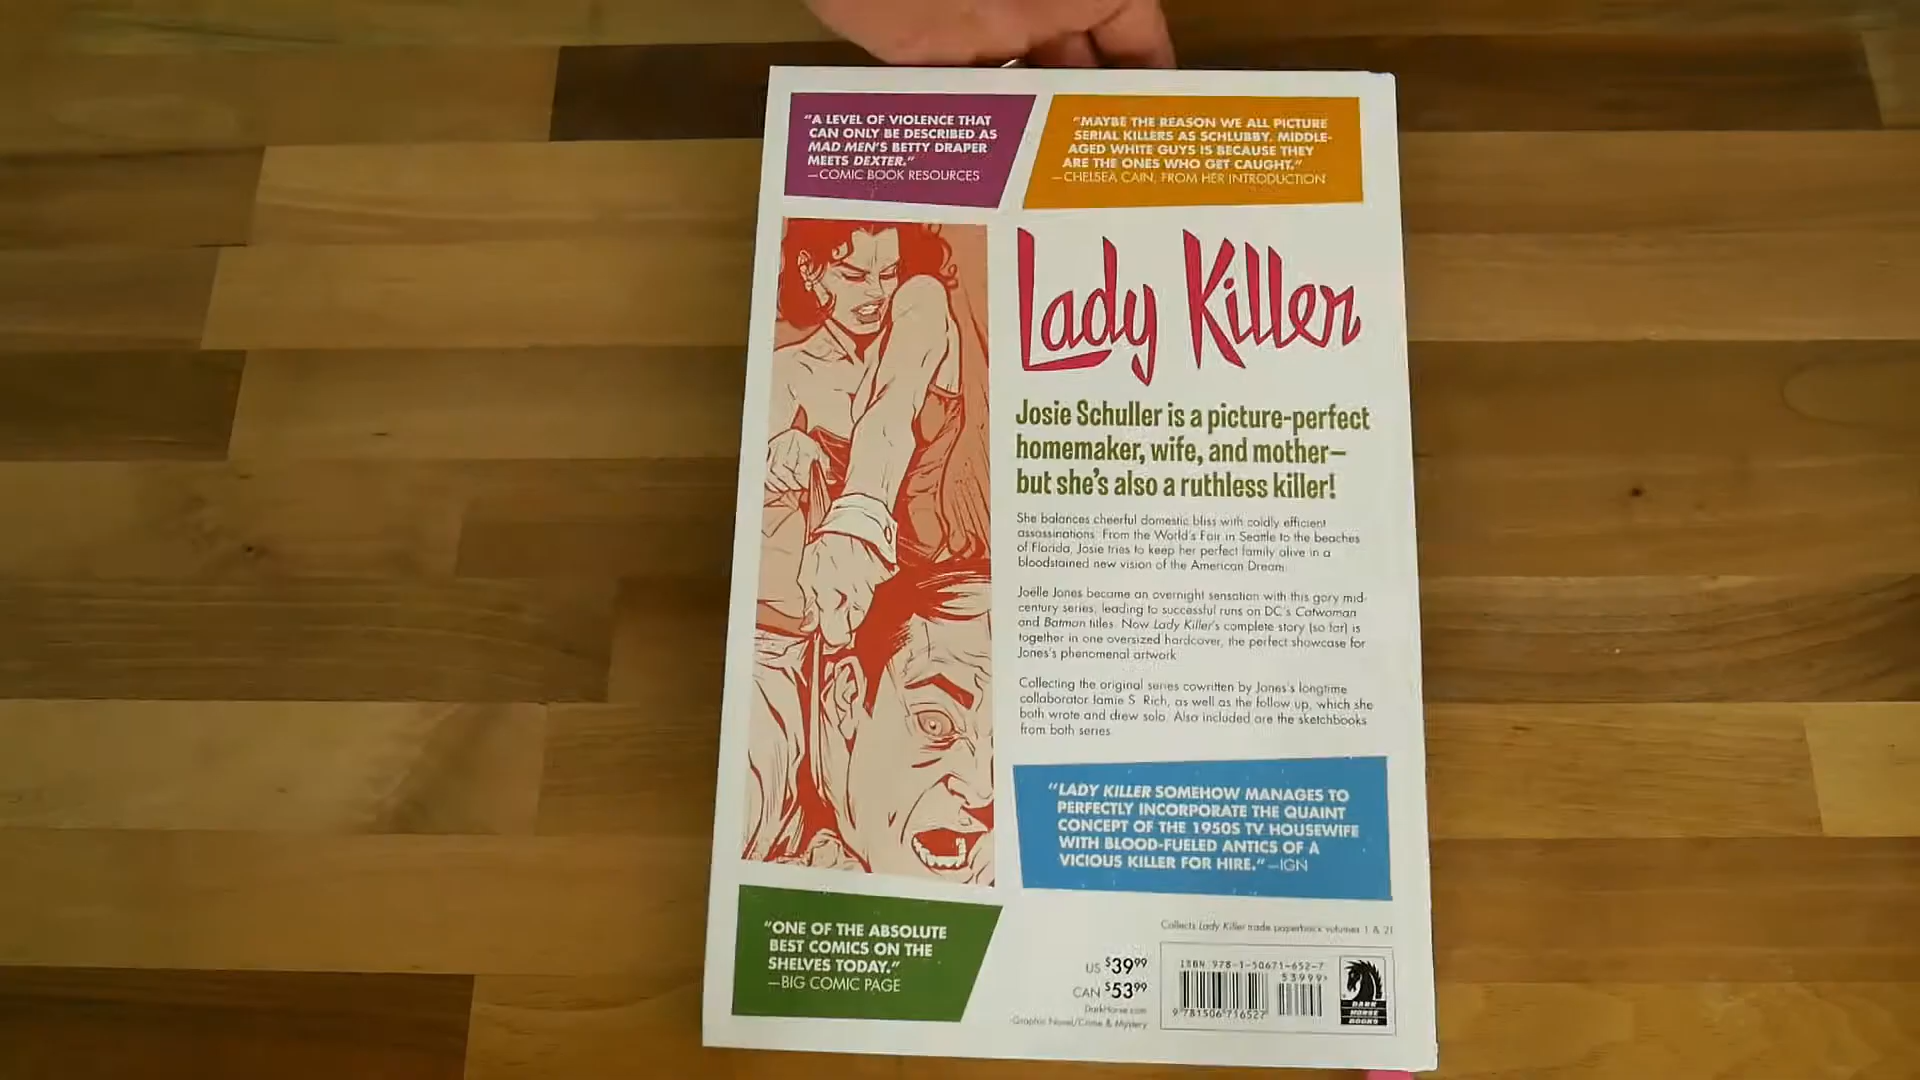 "A LEVEL OF VIOLENCE THAT
CAN ONLY BE DESCRIBED AS
MAD MEN'S BETTY DRAPER
MEETS DEXTER."
—COMIC BOOK RESOURCES
"MAYBE THE REASON WE ALL PICTURE
SERIAL KILLERS AS SCHLUBBY, MIDDLE-
AGED WHITE GUYS IS BECAUSE THEY
ARE THE ONES WHO GET CAUGHT."
—CHELSEA CAIN, FROM HER INTRODUCTION
Lady Killer
Josie Schuller is a picture-perfect
homemaker, wife, and mother—
but she's also a ruthless killer!
She balances cheerful domestic bliss with coldly efficient
assassinations. From the World's Fair in Seattle to the beaches
of Florida, Josie tries to keep her perfect family alive in a
bloodstained new vision of the American Dream.
Joëlle Jones became an overnight sensation with this gory mid-
century series, leading to successful runs on DC's Catwoman
and Batman titles. Now Lady Killer's complete story (so far) is
together in one oversized hardcover, the perfect showcase for
Jones's phenomenal artwork.
Collecting the original series cowritten by Jones's longtime
collaborator Jamie S. Rich, as well as the follow up, which she
both wrote and drew solo. Also included are the sketchbooks
from both series.
"LADY KILLER SOMEHOW MANAGES TO
PERFECTLY INCORPORATE THE QUAINT
CONCEPT OF THE 1950S TV HOUSEWIFE
WITH BLOOD-FUELED ANTICS OF A
VICIOUS KILLER FOR HIRE." —IGN
"ONE OF THE ABSOLUTE
BEST COMICS ON THE
SHELVES TODAY."
—BIG COMIC PAGE
Collects Lady Killer trade paperback volumes 1 & 2!
US $39.99
CAN $53.99
DarkHorse.com
Graphic Novel/Crime & Mystery
ISBN 978-1-50671-652-7
53999>
9 781506 716527
DARK
HORSE
BOOKS